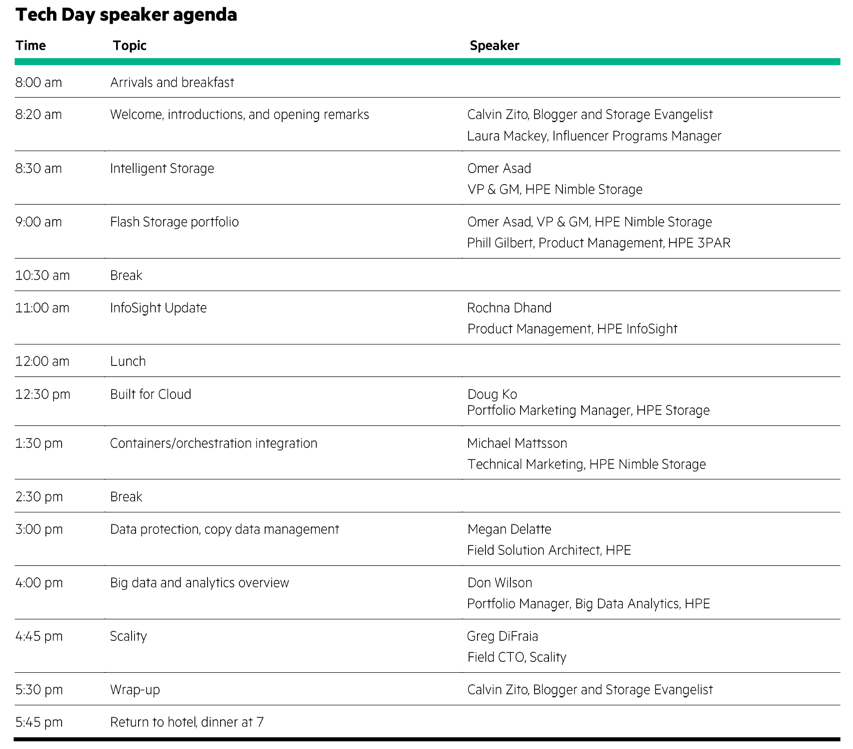 Tech Day speaker agenda
Time Topic Speaker
8:00 am Arrivals and breakfast
8:20 am Welcome, introductions, and opening remarks Calvin Zito, Blogger and Storage Evangelist
Laura Mackey, Influencer Programs Manager
8:30 am Intelligent Storage Omer Asad
VP & GM, HPE Nimble Storage
9:00 am Flash Storage portfolio Omer Asad, VP & GM, HPE Nimble Storage
Phill Gilbert, Product Management, HPE 3PAR
10:30 am Break
11:00 am InfoSight Update Rochna Dhand
Product Management, HPE InfoSight
12:00 am Lunch
12:30 pm Built for Cloud Doug Ko
Portfolio Marketing Manager, HPE Storage
1:30 pm Containers/orchestration integration Michael Mattsson
Technical Marketing, HPE Nimble Storage
2:30 pm Break
3:00 pm Data protection, copy data management Megan Delatte
Field Solution Architect, HPE
4:00 pm Big data and analytics overview Don Wilson
Portfolio Manager, Big Data Analytics, HPE
4:45 pm Scality Greg DiFraia
Field CTO, Scality
5:30 pm Wrap-up Calvin Zito, Blogger and Storage Evangelist
5:45 pm Return to hotel, dinner at 7